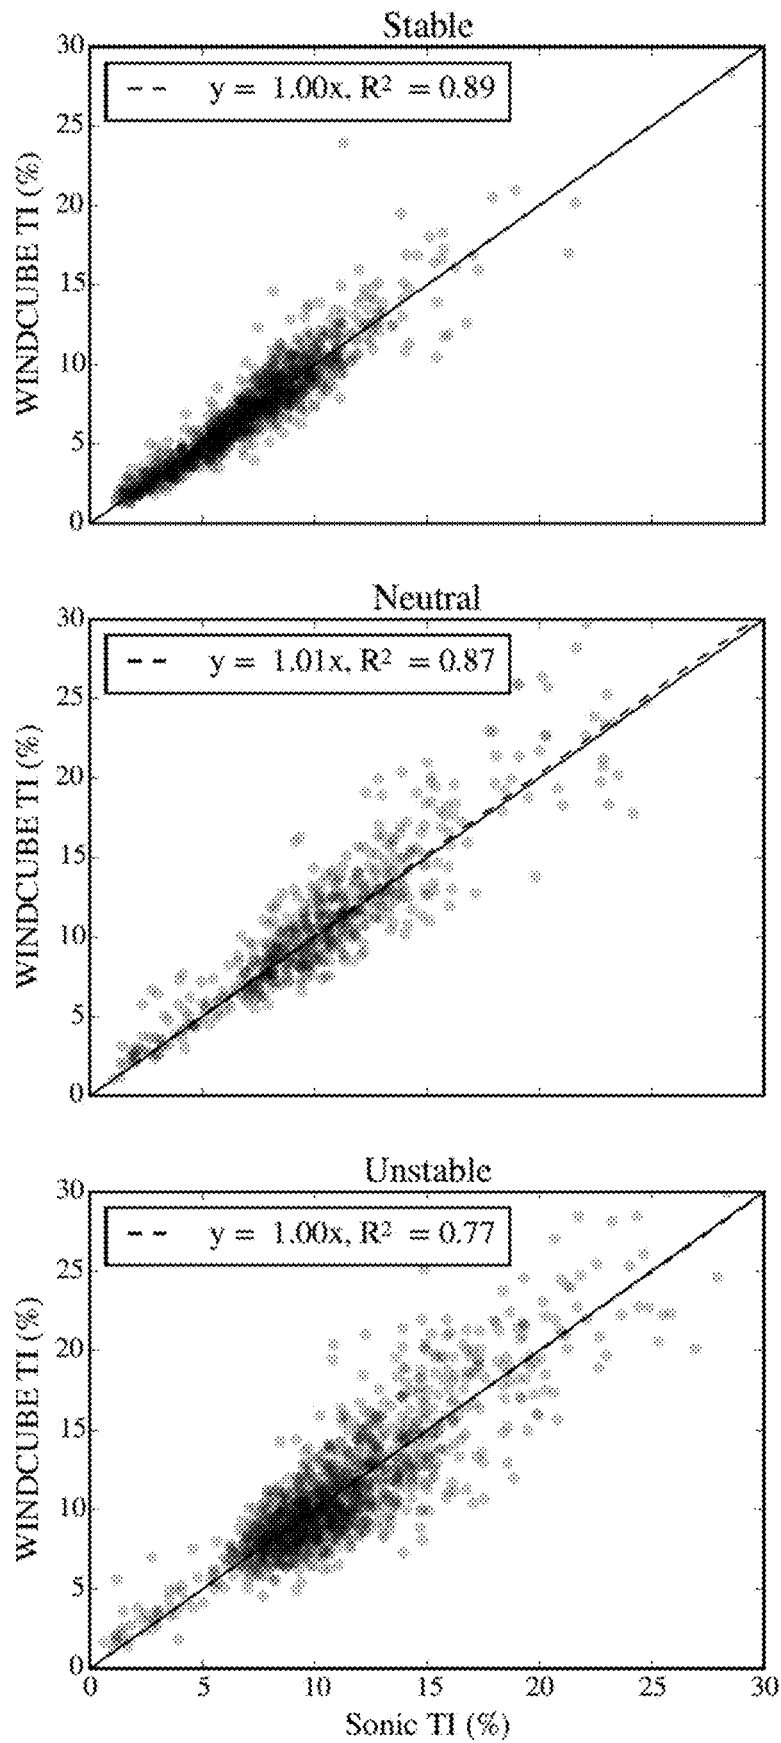 Stable
30
25
20
15
10
5
0
WINDCUBE TI (%)
y = 1.00x, R² = 0.89
Neutral
30
25
20
15
10
5
0
WINDCUBE TI (%)
y = 1.01x, R² = 0.87
Unstable
30
25
20
15
10
5
0
WINDCUBE TI (%)
y = 1.00x, R² = 0.77
0 5 10 15 20 25 30
Sonic TI (%)